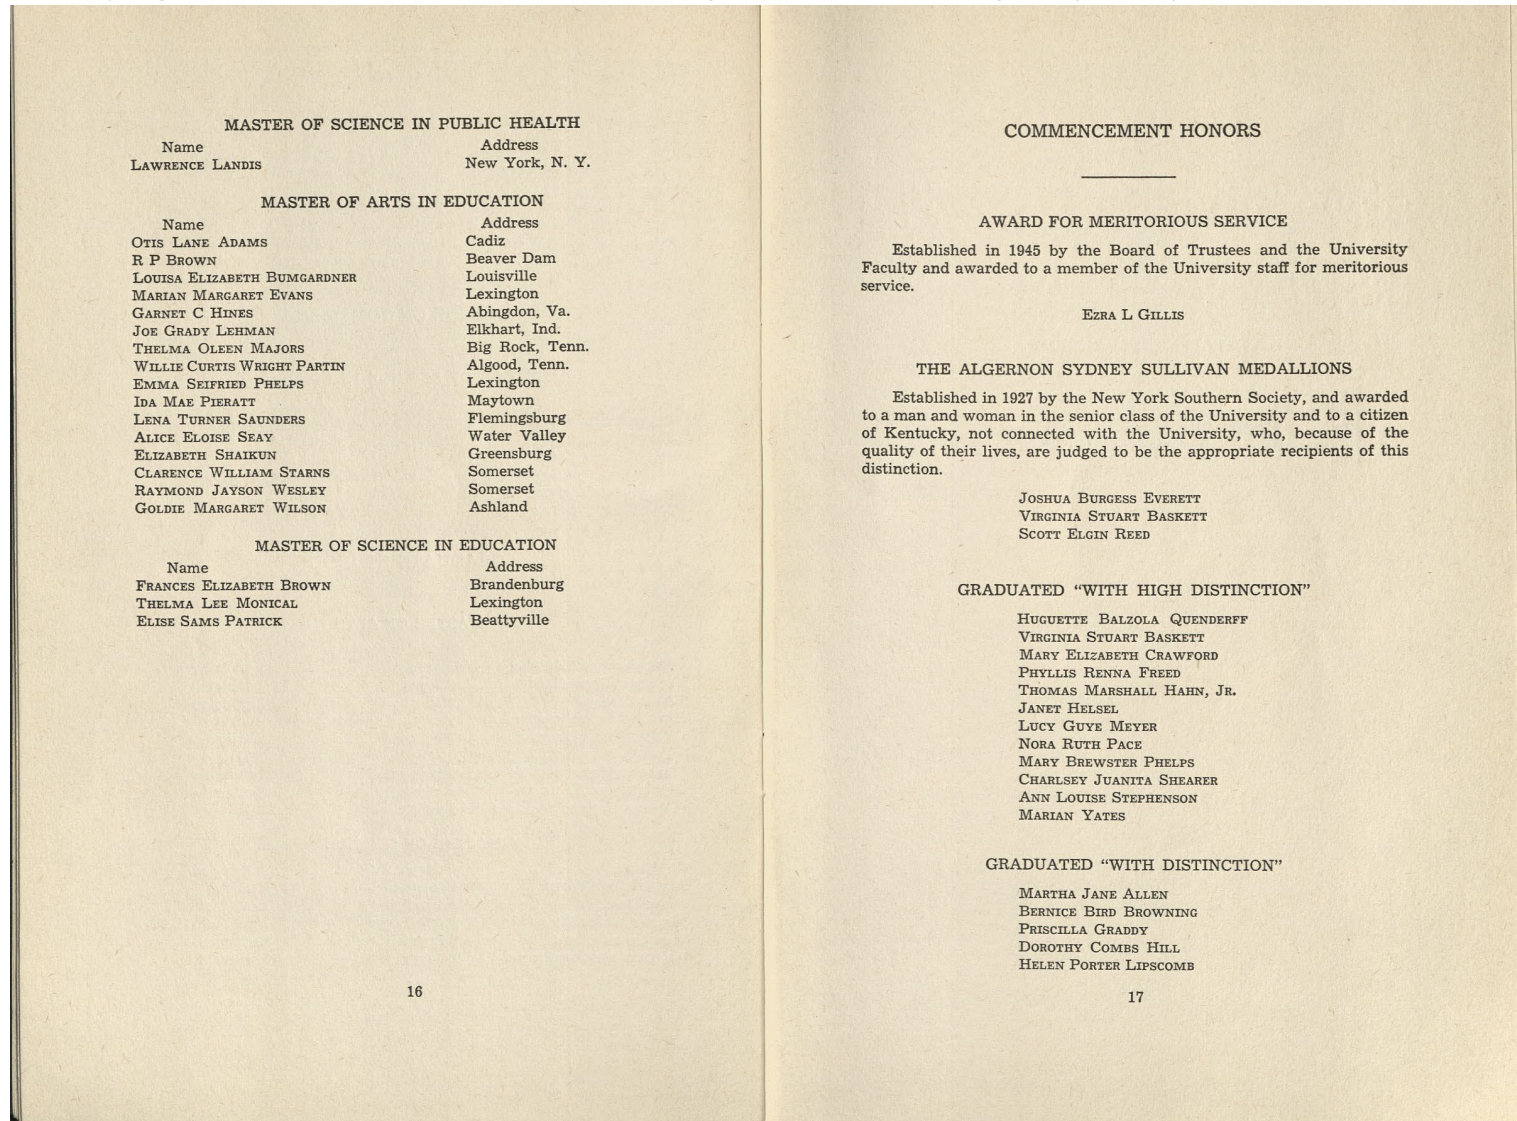 MASTER OF SCIENCE IN PUBLIC HEALTH
Name Address
LAWRENCE LANDIS New York, N. Y.
MASTER OF ARTS IN EDUCATION
Name Address
OTIS LANE ADAMS Cadiz
R P BROWN Beaver Dam
LOUISA ELIZABETH BUMGARDNER Louisville
MARIAN MARGARET EVANS Lexington
GARNET C HINES Abingdon, Va.
JOE GRADY LEHMAN Elkhart, Ind.
THELMA OLEEN MAJORS Big Rock, Tenn.
WILLIE CURTIS WRIGHT PARTIN Algood, Tenn.
EMMA SEIFRIED PHELPS Lexington
IDA MAE PIERATT Maytown
LENA TURNER SAUNDERS Flemingsburg
ALICE ELOISE SEAY Water Valley
ELIZABETH SHAIKUN Greensburg
CLARENCE WILLIAM STARNS Somerset
RAYMOND JAYSON WESLEY Somerset
GOLDIE MARGARET WILSON Ashland
MASTER OF SCIENCE IN EDUCATION
Name Address
FRANCES ELIZABETH BROWN Brandenburg
THELMA LEE MONICAL Lexington
ELISE SAMS PATRICK Beattyville
16
COMMENCEMENT HONORS
AWARD FOR MERITORIOUS SERVICE
Established in 1945 by the Board of Trustees and the University
Faculty and awarded to a member of the University staff for meritorious
service.
EZRA L GILLIS
THE ALGERNON SYDNEY SULLIVAN MEDALLIONS
Established in 1927 by the New York Southern Society, and awarded
to a man and woman in the senior class of the University and to a citizen
of Kentucky, not connected with the University, who, because of the
quality of their lives, are judged to be the appropriate recipients of this
distinction.
JOSHUA BURGESS EVERETT
VIRGINIA STUART BASKETT
SCOTT ELGIN REED
GRADUATED “WITH HIGH DISTINCTION”
HUGUETTE BALZOLA QUENDERFF
VIRGINIA STUART BASKETT
MARY ELIZABETH CRAWFORD
PHYLLIS RENNA FREED
THOMAS MARSHALL HAHN, JR.
JANET HELSEL
LUCY GUYE MEYER
NORA RUTH PACE
MARY BREWSTER PHELPS
CHARLSEY JUANITA SHEARER
ANN LOUISE STEPHENSON
MARIAN YATES
GRADUATED “WITH DISTINCTION”
MARTHA JANE ALLEN
BERNICE BIRD BROWNING
PRISCILLA GRADDY
DOROTHY COMBS HILL
HELEN PORTER LIPSCOMB
17